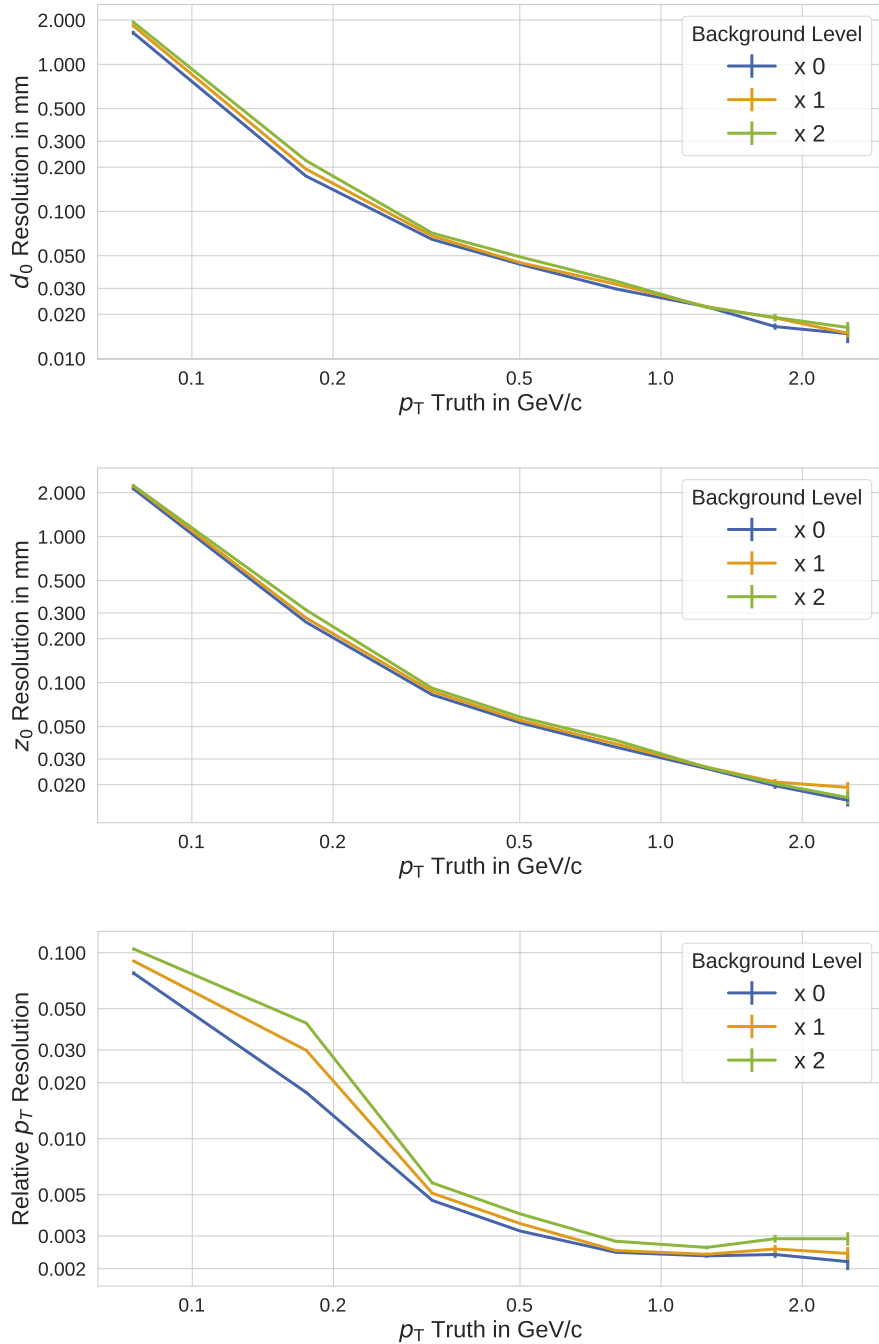 2.000
1.000
0.500
0.300
0.200
0.100
0.050
0.030
0.020
0.010
d₀ Resolution in mm
Background Level
x 0
x 1
x 2
0.1 0.2 0.5 1.0 2.0
p_T Truth in GeV/c
2.000
1.000
0.500
0.300
0.200
0.100
0.050
0.030
0.020
z₀ Resolution in mm
Background Level
x 0
x 1
x 2
0.1 0.2 0.5 1.0 2.0
p_T Truth in GeV/c
0.100
0.050
0.030
0.020
0.010
0.005
0.003
0.002
Relative p_T Resolution
Background Level
x 0
x 1
x 2
0.1 0.2 0.5 1.0 2.0
p_T Truth in GeV/c